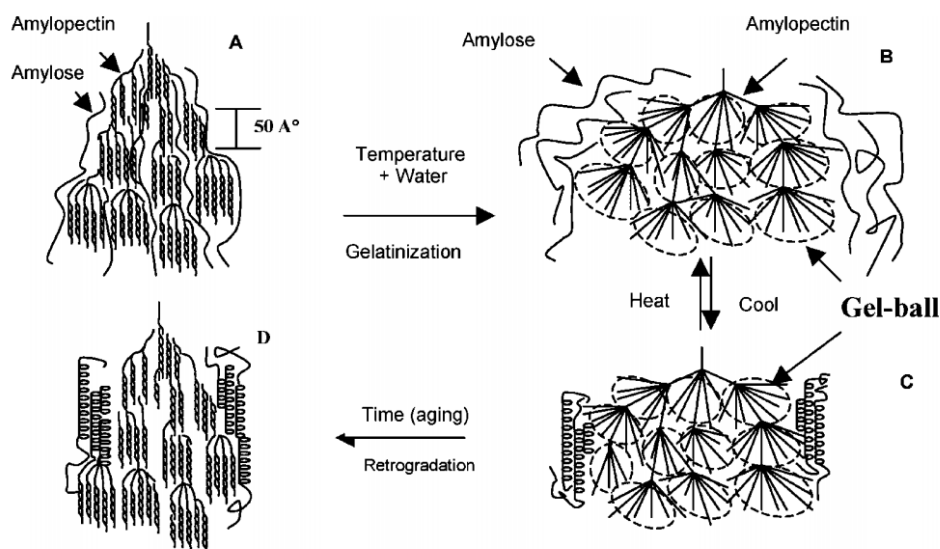 Amylopectin
A
Amylose
50 A°
Temperature
+ Water
Gelatinization
Amylose
Amylopectin
B
Heat
Cool
Gel-ball
D
Time (aging)
Retrogradation
C